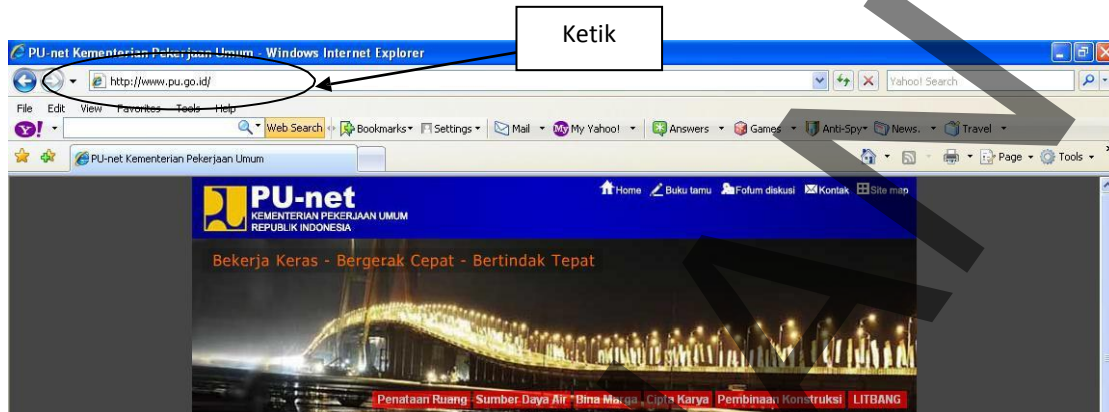 Ketik
PU-net Kementerian Pekerjaan Umum - Windows Internet Explorer
http://www.pu.go.id/
Yahoo! Search
File Edit View Favorites Tools Help
Web Search Bookmarks Settings Mail My Yahoo! Answers Games Anti-Spy News. Travel
PU-net Kementerian Pekerjaan Umum
Page Tools
Home Buku tamu Fofum diskusi Kontak Site map
PU-net
KEMENTERIAN PEKERJAAN UMUM
REPUBLIK INDONESIA
Bekerja Keras - Bergerak Cepat - Bertindak Tepat
Penataan Ruang Sumber Daya Air Bina Marga Cipta Karya Pembinaan Konstruksi LITBANG